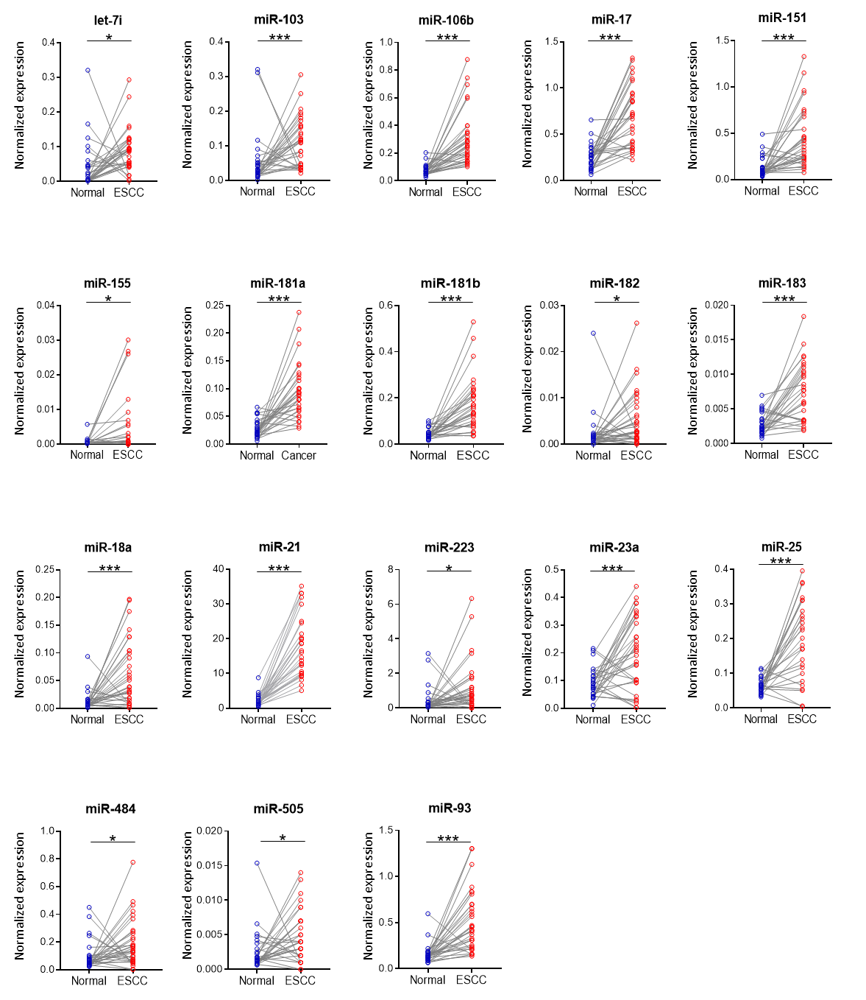 let-7i
*
Normalized expression
0.4
0.3
0.2
0.1
0.0
Normal ESCC
miR-103
***
Normalized expression
0.4
0.3
0.2
0.1
0.0
Normal ESCC
miR-106b
***
Normalized expression
1.0
0.8
0.6
0.4
0.2
0.0
Normal ESCC
miR-17
***
Normalized expression
1.5
1.0
0.5
0.0
Normal ESCC
miR-151
***
Normalized expression
1.5
1.0
0.5
0.0
Normal ESCC
miR-155
*
Normalized expression
0.04
0.03
0.02
0.01
0.00
Normal ESCC
miR-181a
***
Normalized expression
0.25
0.20
0.15
0.10
0.05
0.00
Normal Cancer
miR-181b
***
Normalized expression
0.6
0.4
0.2
0.0
Normal ESCC
miR-182
*
Normalized expression
0.03
0.02
0.01
0.00
Normal ESCC
miR-183
***
Normalized expression
0.020
0.015
0.010
0.005
0.000
Normal ESCC
miR-18a
***
Normalized expression
0.25
0.20
0.15
0.10
0.05
0.00
Normal ESCC
miR-21
***
Normalized expression
40
30
20
10
0
Normal ESCC
miR-223
*
Normalized expression
8
6
4
2
0
Normal ESCC
miR-23a
***
Normalized expression
0.5
0.4
0.3
0.2
0.1
0.0
Normal ESCC
miR-25
***
Normalized expression
0.4
0.3
0.2
0.1
0.0
Normal ESCC
miR-484
*
Normalized expression
1.0
0.8
0.6
0.4
0.2
0.0
Normal ESCC
miR-505
*
Normalized expression
0.020
0.015
0.010
0.005
0.000
Normal ESCC
miR-93
***
Normalized expression
1.5
1.0
0.5
0.0
Normal ESCC